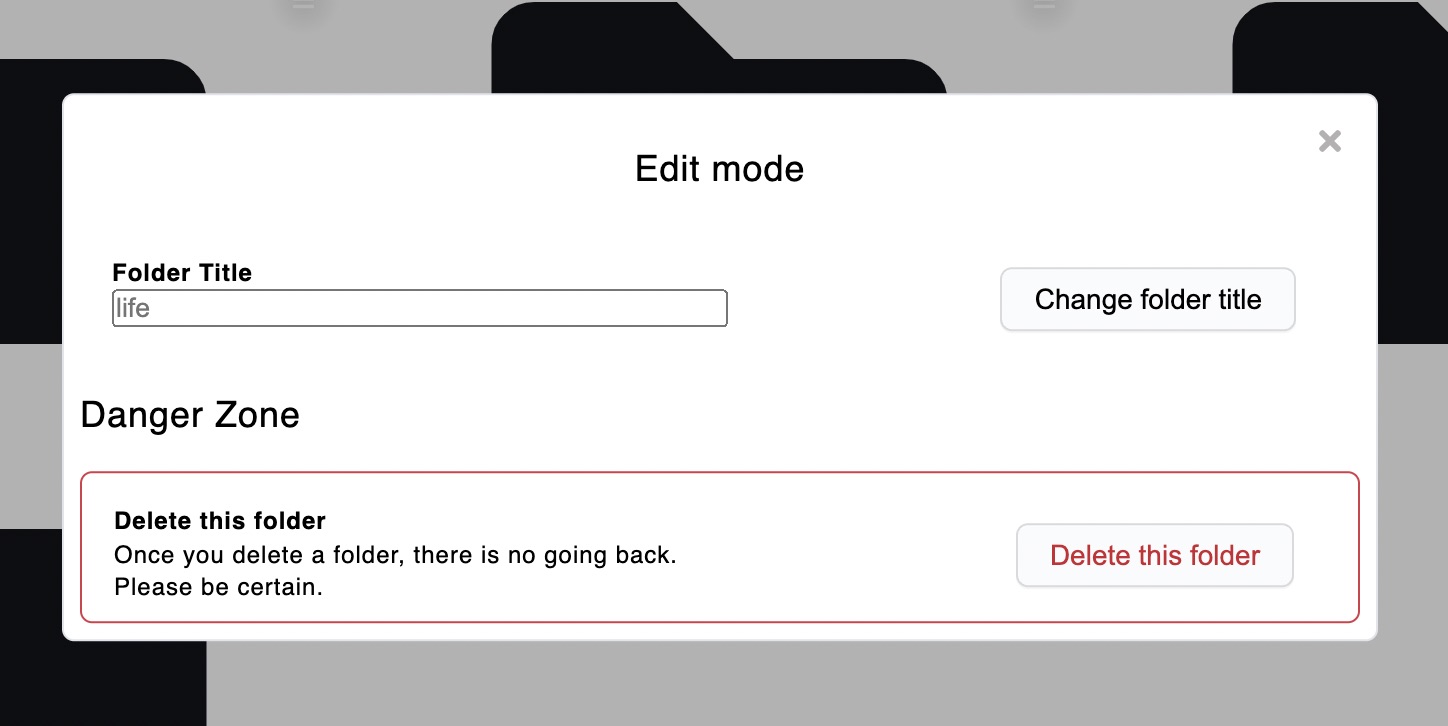 Edit mode
Folder Title
life
Change folder title
Danger Zone
Delete this folder
Once you delete a folder, there is no going back.
Please be certain.
Delete this folder